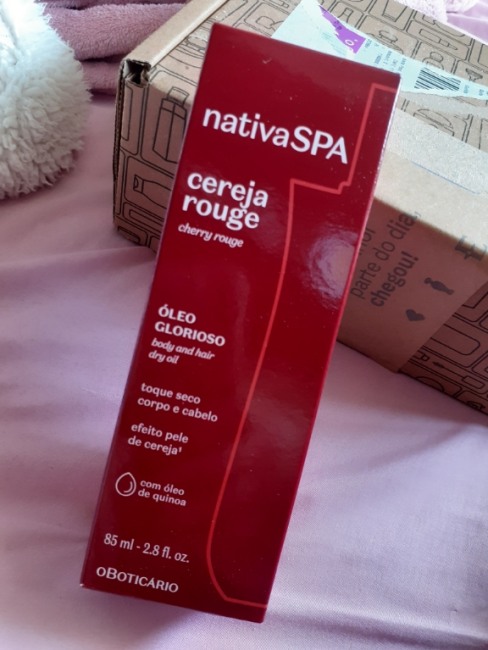 nativaSPA
cereja
rouge
cherry rouge
ÓLEO
GLORIOSO
body and hair
dry oil
toque seco
corpo e cabelo
efeito pele
de cereja¹
com óleo
de quinoa
85 ml - 2.8 fl. oz.
oBOTICÁRIO
parte do dia,
chegou!